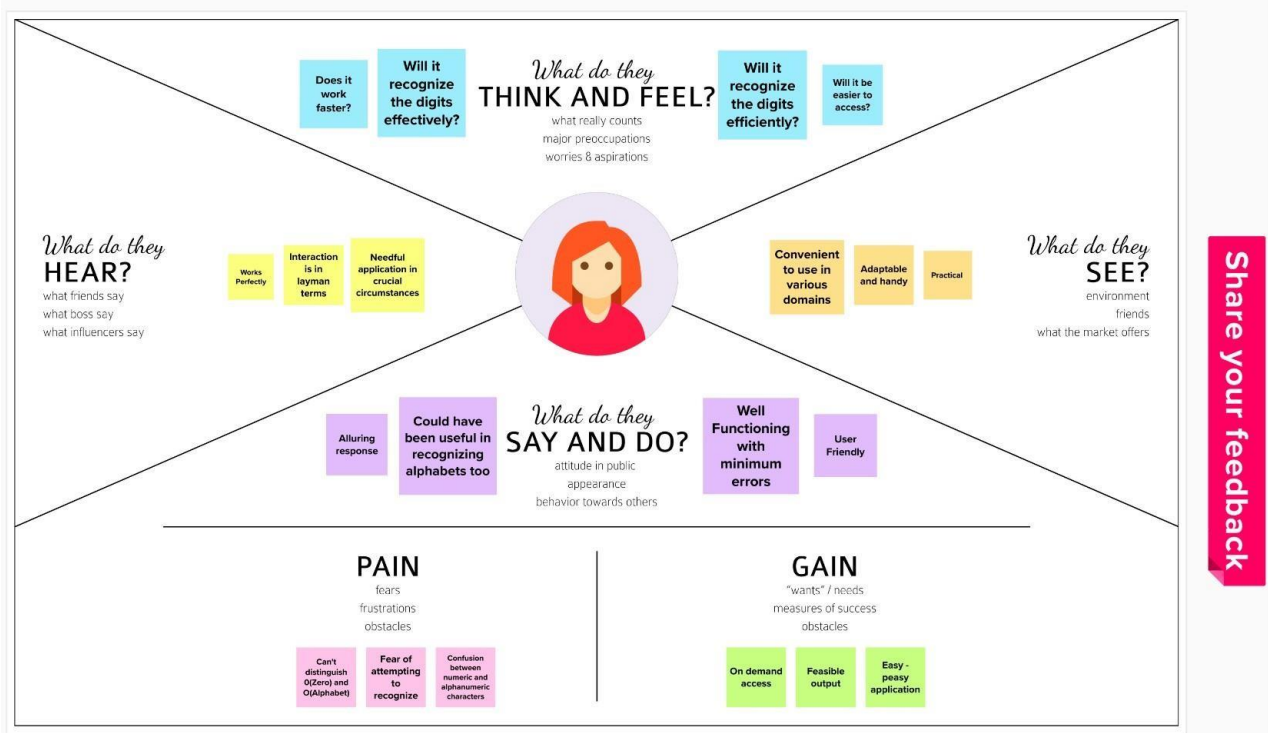 Does it
work
faster?
Will it
recognize
the digits
effectively?
What do they
THINK AND FEEL?
what really counts
major preoccupations
worries & aspirations
Will it
recognize
the digits
efficiently?
Will it be
easier to
access?
What do they
HEAR?
what friends say
what boss say
what influencers say
Works
Perfectly
Interaction
is in
layman
terms
Needful
application in
crucial
circumstances
Convenient
to use in
various
domains
Adaptable
and handy
Practical
What do they
SEE?
environment
friends
what the market offers
Alluring
response
Could have
been useful in
recognizing
alphabets too
What do they
SAY AND DO?
attitude in public
appearance
behavior towards others
Well
Functioning
with
minimum
errors
User
Friendly
PAIN
fears
frustrations
obstacles
Can't
distinguish
0(Zero) and
O(Alphabet)
Fear of
attempting
to
recognize
Confusion
between
numeric and
alphanumeric
characters
GAIN
"wants" / needs
measures of success
obstacles
On demand
access
Feasible
output
Easy -
peasy
application
Share your feedback